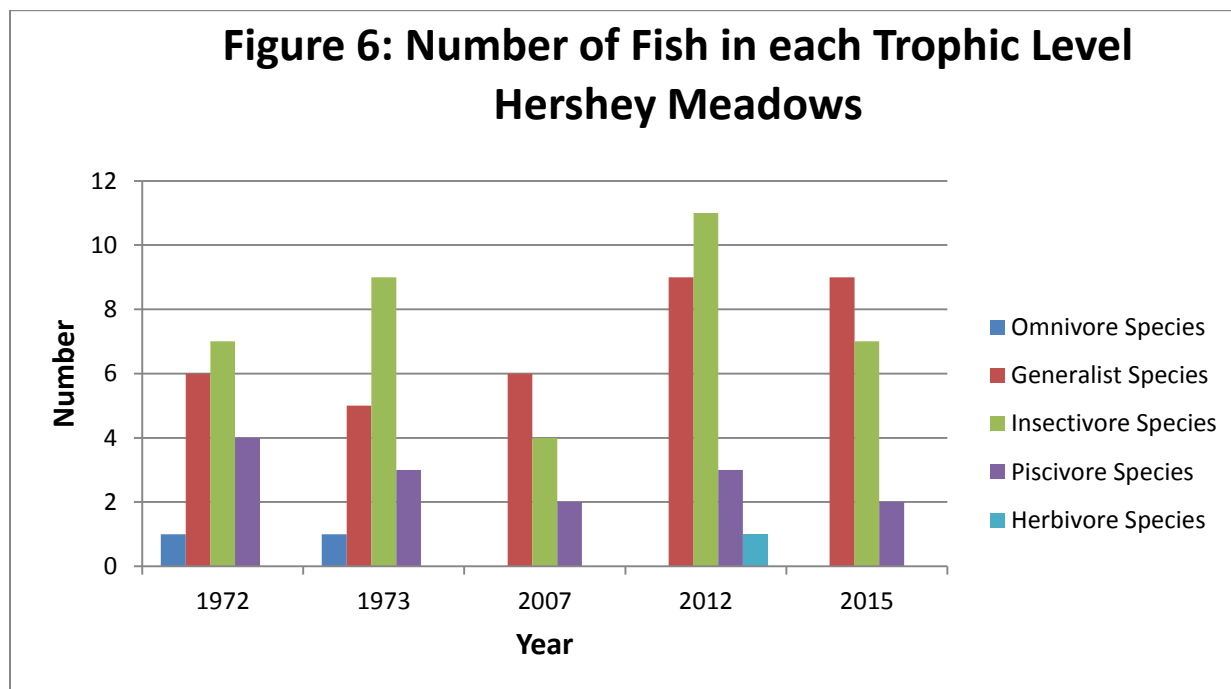 Figure 6: Number of Fish in each Trophic Level
Hershey Meadows
12
10
8
6
4
2
0
Number
1972
1973
2007
2012
2015
Year
Omnivore Species
Generalist Species
Insectivore Species
Piscivore Species
Herbivore Species